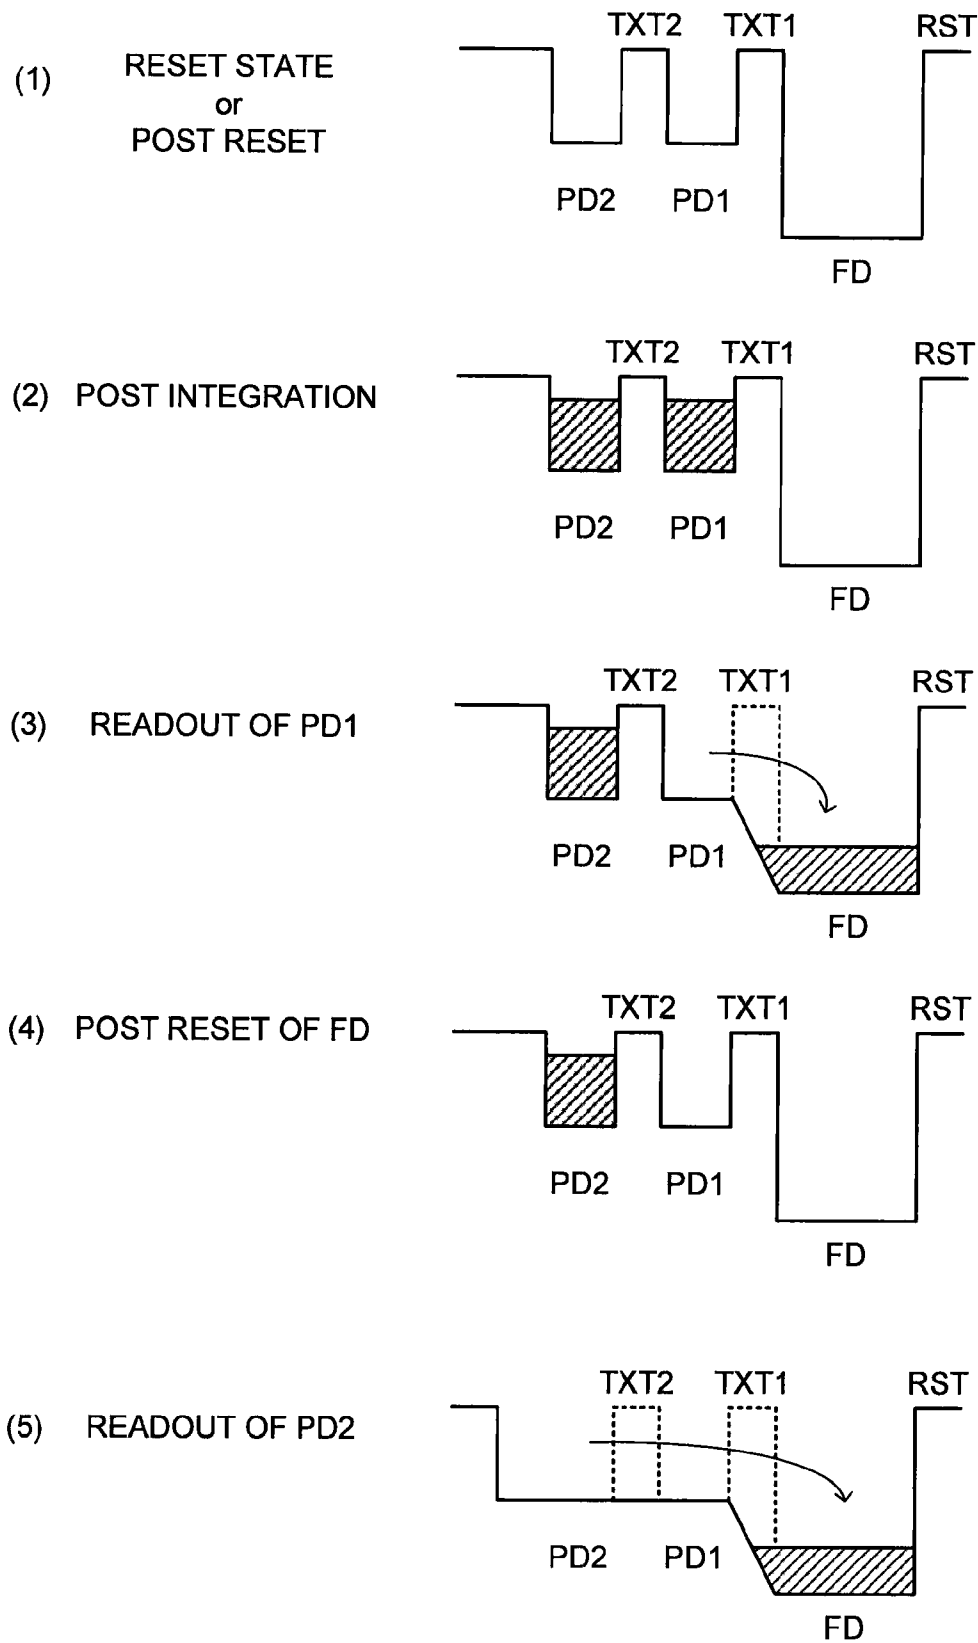 TXT2 TXT1 RST
(1) RESET STATE
or
POST RESET
PD2 PD1
FD
TXT2 TXT1 RST
(2) POST INTEGRATION
PD2 PD1
FD
TXT2 TXT1 RST
(3) READOUT OF PD1
PD2 PD1
FD
TXT2 TXT1 RST
(4) POST RESET OF FD
PD2 PD1
FD
TXT2 TXT1 RST
(5) READOUT OF PD2
PD2 PD1
FD